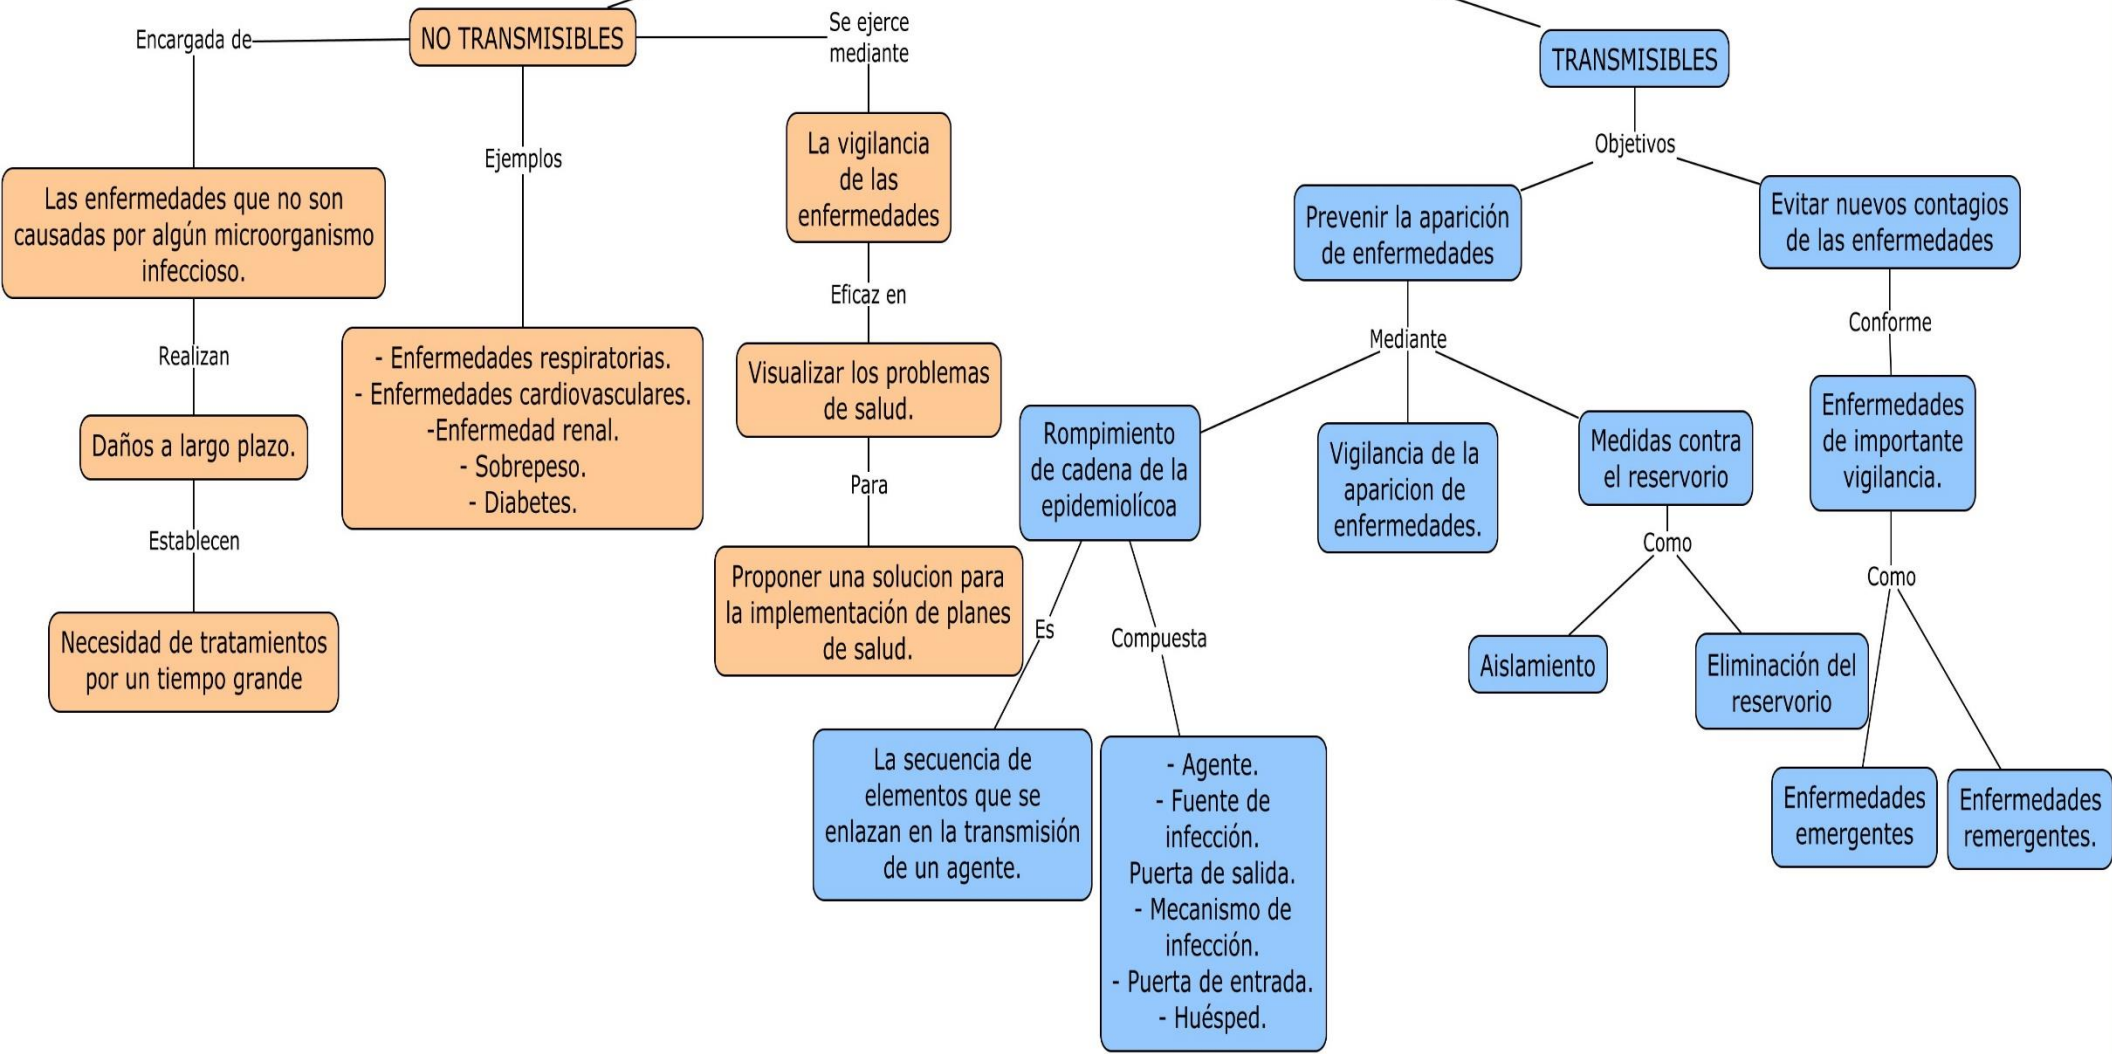 NO TRANSMISIBLES
Encargada de
Las enfermedades que no son
causadas por algún microorganismo
infeccioso.
Realizan
Daños a largo plazo.
Establecen
Necesidad de tratamientos
por un tiempo grande
Ejemplos
- Enfermedades respiratorias.
- Enfermedades cardiovasculares.
-Enfermedad renal.
- Sobrepeso.
- Diabetes.
Se ejerce
mediante
La vigilancia
de las
enfermedades
Eficaz en
Visualizar los problemas
de salud.
Para
Proponer una solucion para
la implementación de planes
de salud.
TRANSMISIBLES
Objetivos
Prevenir la aparición
de enfermedades
Mediante
Rompimiento
de cadena de la
epidemiolícoa
Es
La secuencia de
elementos que se
enlazan en la transmisión
de un agente.
Compuesta
- Agente.
- Fuente de
infección.
Puerta de salida.
- Mecanismo de
infección.
- Puerta de entrada.
- Huésped.
Vigilancia de la
aparicion de
enfermedades.
Medidas contra
el reservorio
Como
Aislamiento
Eliminación del
reservorio
Evitar nuevos contagios
de las enfermedades
Conforme
Enfermedades
de importante
vigilancia.
Como
Enfermedades
emergentes
Enfermedades
remergentes.